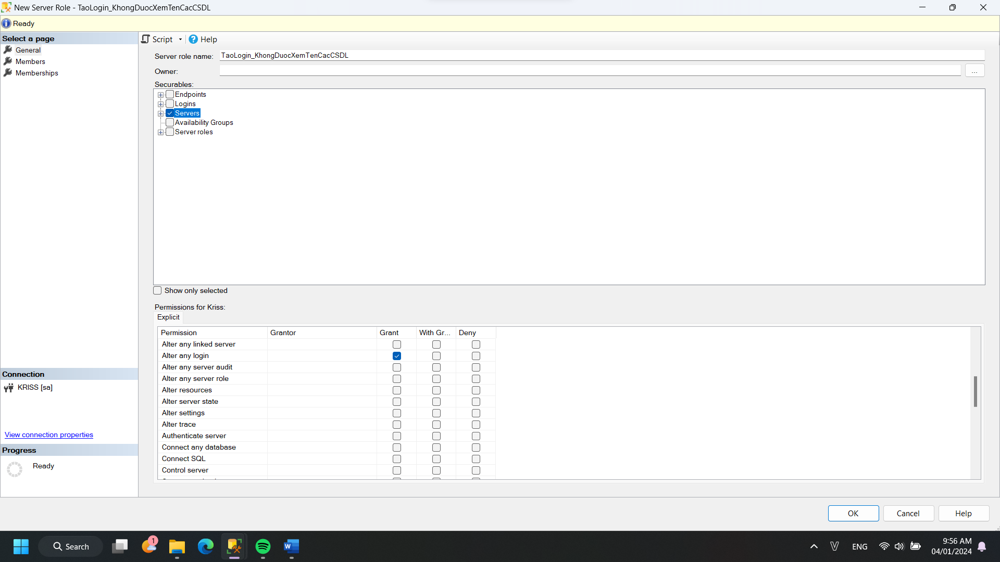 New Server Role - TaoLogin_KhongDuocXemTenCacCSDL
Ready
Select a page
General
Members
Memberships
Script
Help
Server role name: TaoLogin_KhongDuocXemTenCacCSDL
Owner:
...
Securables:
Endpoints
Logins
Servers
Availability Groups
Server roles
Show only selected
Permissions for Kriss:
Explicit
Permission Grantor Grant With Gr... Deny
Alter any linked server
Alter any login
Alter any server audit
Alter any server role
Alter resources
Alter server state
Alter settings
Alter trace
Authenticate server
Connect any database
Connect SQL
Control server
Connection
KRISS [sa]
View connection properties
Progress
Ready
OK Cancel Help
Search
1
ENG
9:56 AM
04/01/2024